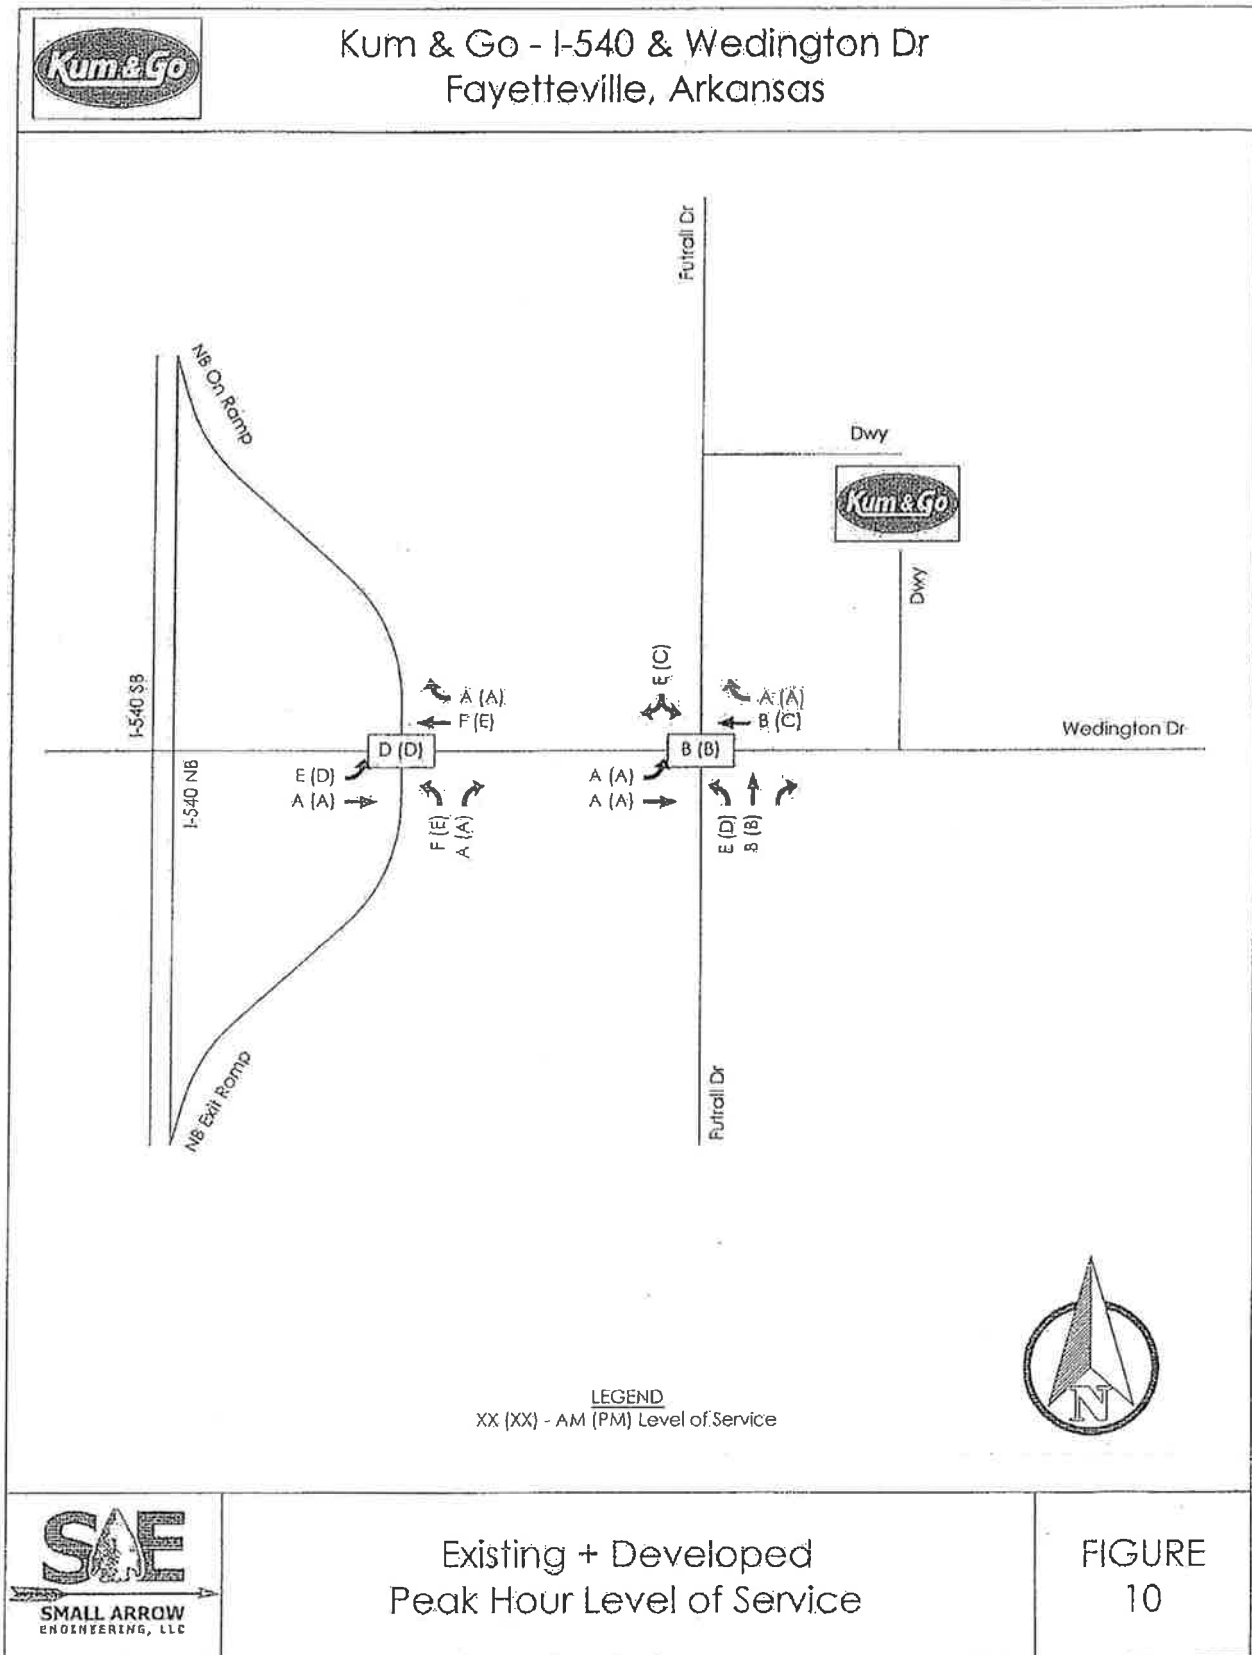 Kum & Go
Kum & Go - I-540 & Wedington Dr
Fayetteville, Arkansas
Futrall Dr
NB On Ramp
Dwy
Kum & Go
Dwy
I-540 SB
E (C)
A (A)
F (E)
A (A)
B (C)
Wedington Dr
D (D)
B (B)
I-540 NB
E (D)
A (A)
A (A)
A (A)
F (E)
A (A)
E (D)
B (B)
NB Exit Ramp
Futrall Dr
N
LEGEND
XX (XX) - AM (PM) Level of Service
SAE
SMALL ARROW
ENGINEERING, LLC
Existing + Developed
Peak Hour Level of Service
FIGURE
10